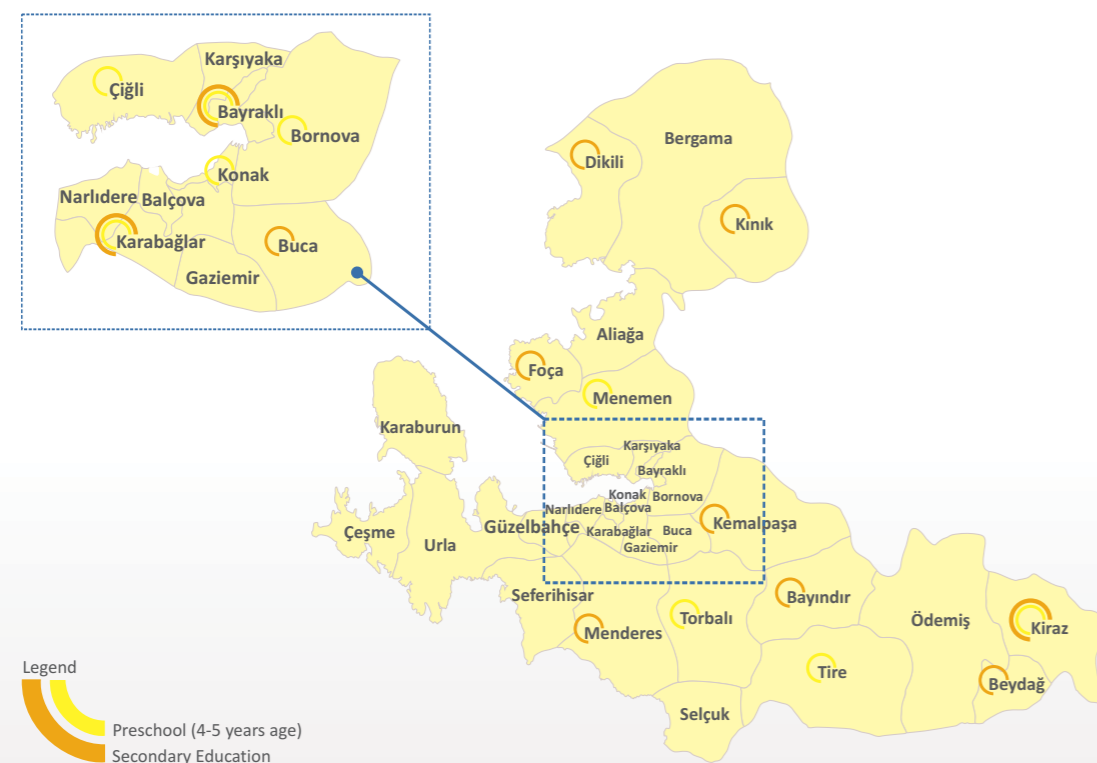 Karşıyaka
Çiğli
Bayraklı
Bornova
Konak
Narlıdere
Balçova
Karabağlar
Buca
Gaziemir
Bergama
Dikili
Kınık
Aliağa
Foça
Menemen
Karaburun
Karşıyaka
Çiğli
Bayraklı
Konak
Bornova
Narlıdere
Balçova
Kemalpaşa
Çeşme
Urla
Güzelbahçe
Karabağlar
Buca
Gaziemir
Seferihisar
Bayındır
Menderes
Torbalı
Ödemiş
Kiraz
Tire
Beydağ
Selçuk
Legend
Preschool (4-5 years age)
Secondary Education